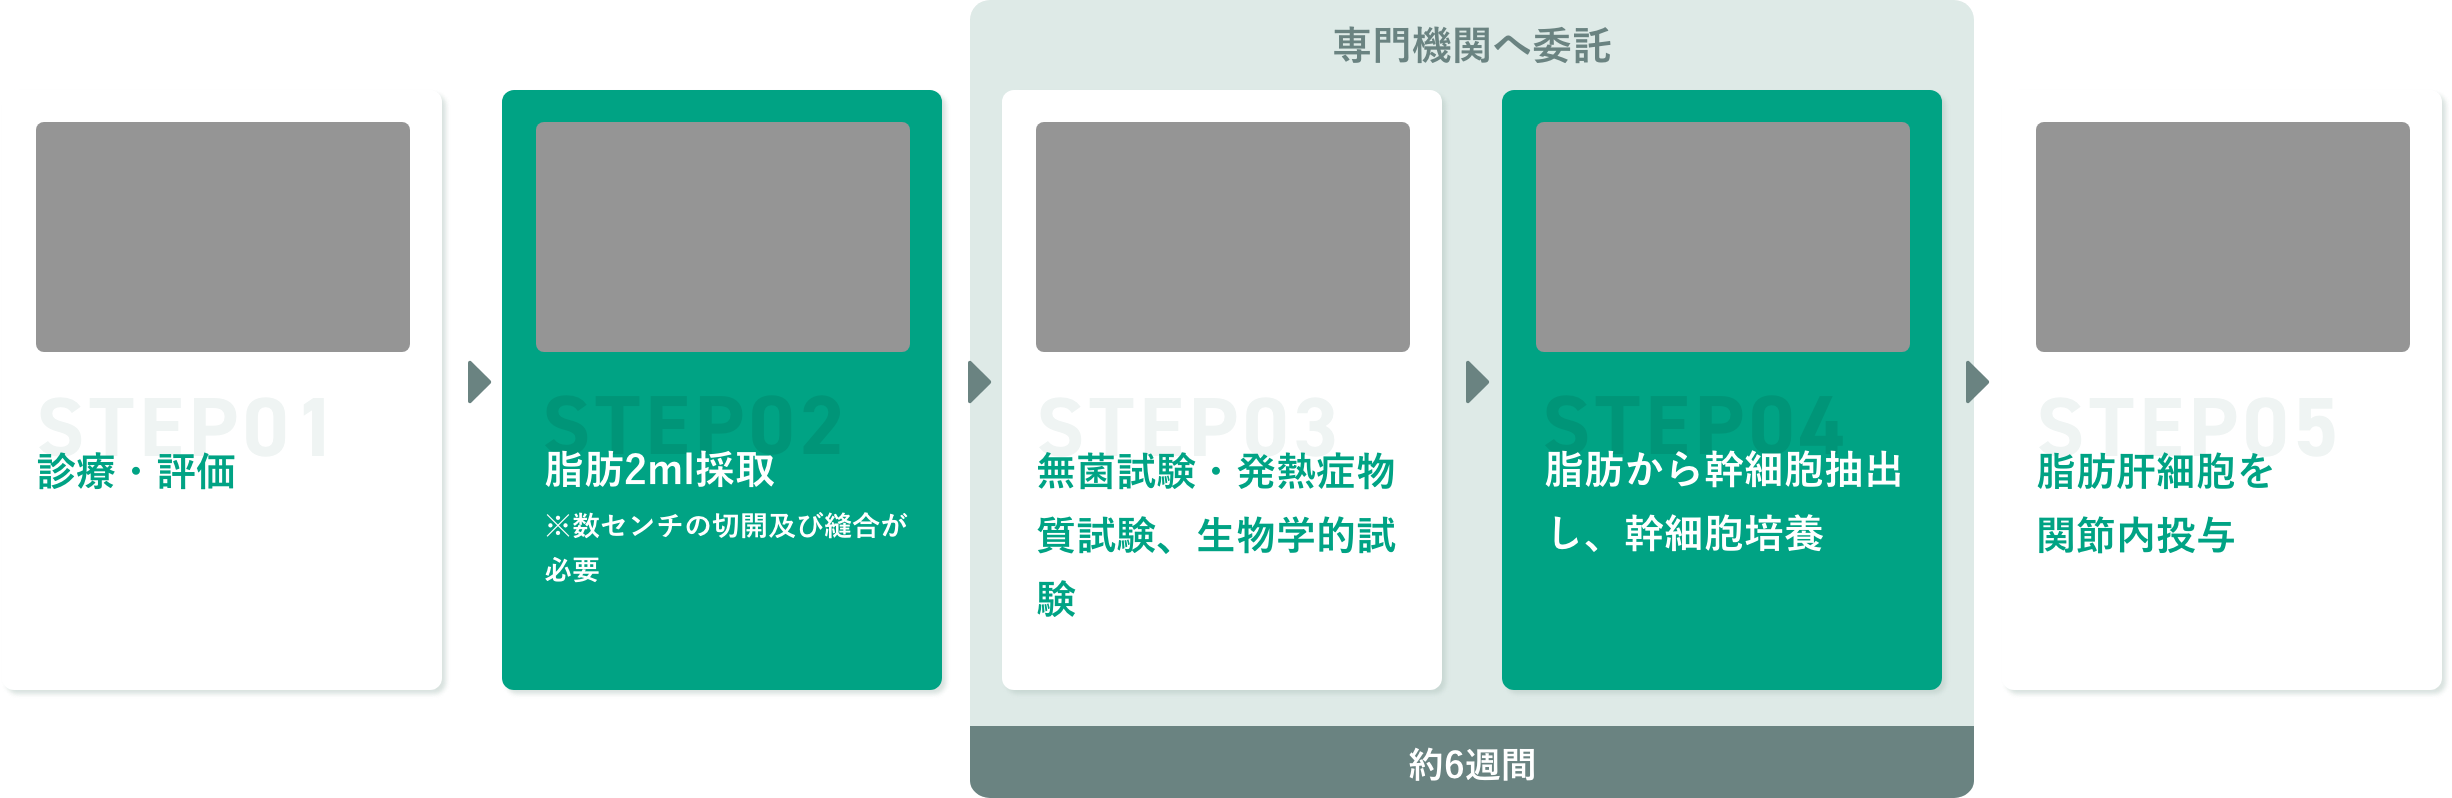 専門機関へ委託
STEP01
診療・評価
STEP02
脂肪2ml採取
※数センチの切開及び縫合が
必要
STEP03
無菌試験・発熱症物
質試験、生物学的試
験
STEP04
脂肪から幹細胞抽出
し、幹細胞培養
STEP05
脂肪肝細胞を
関節内投与
約6週間